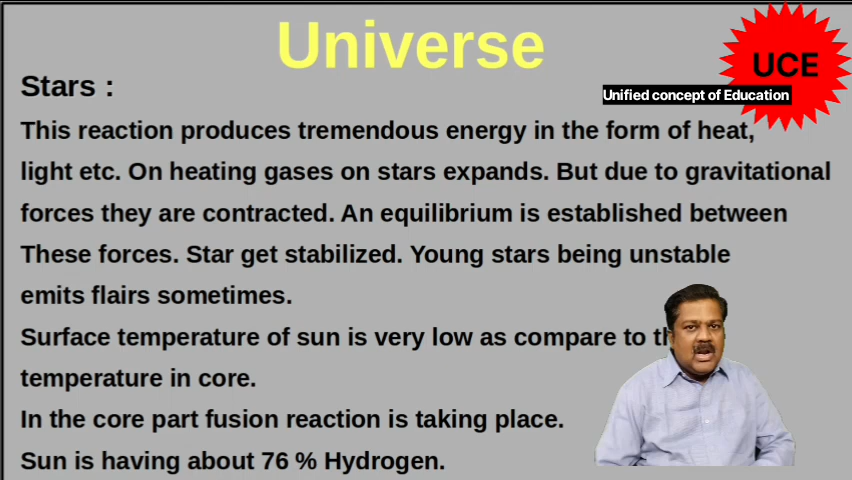 Universe
UCE
Unified concept of Education
Stars :
This reaction produces tremendous energy in the form of heat,
light etc. On heating gases on stars expands. But due to gravitational
forces they are contracted. An equilibrium is established between
These forces. Star get stabilized. Young stars being unstable
emits flairs sometimes.
Surface temperature of sun is very low as compare to
temperature in core.
In the core part fusion reaction is taking place.
Sun is having about 76 % Hydrogen.